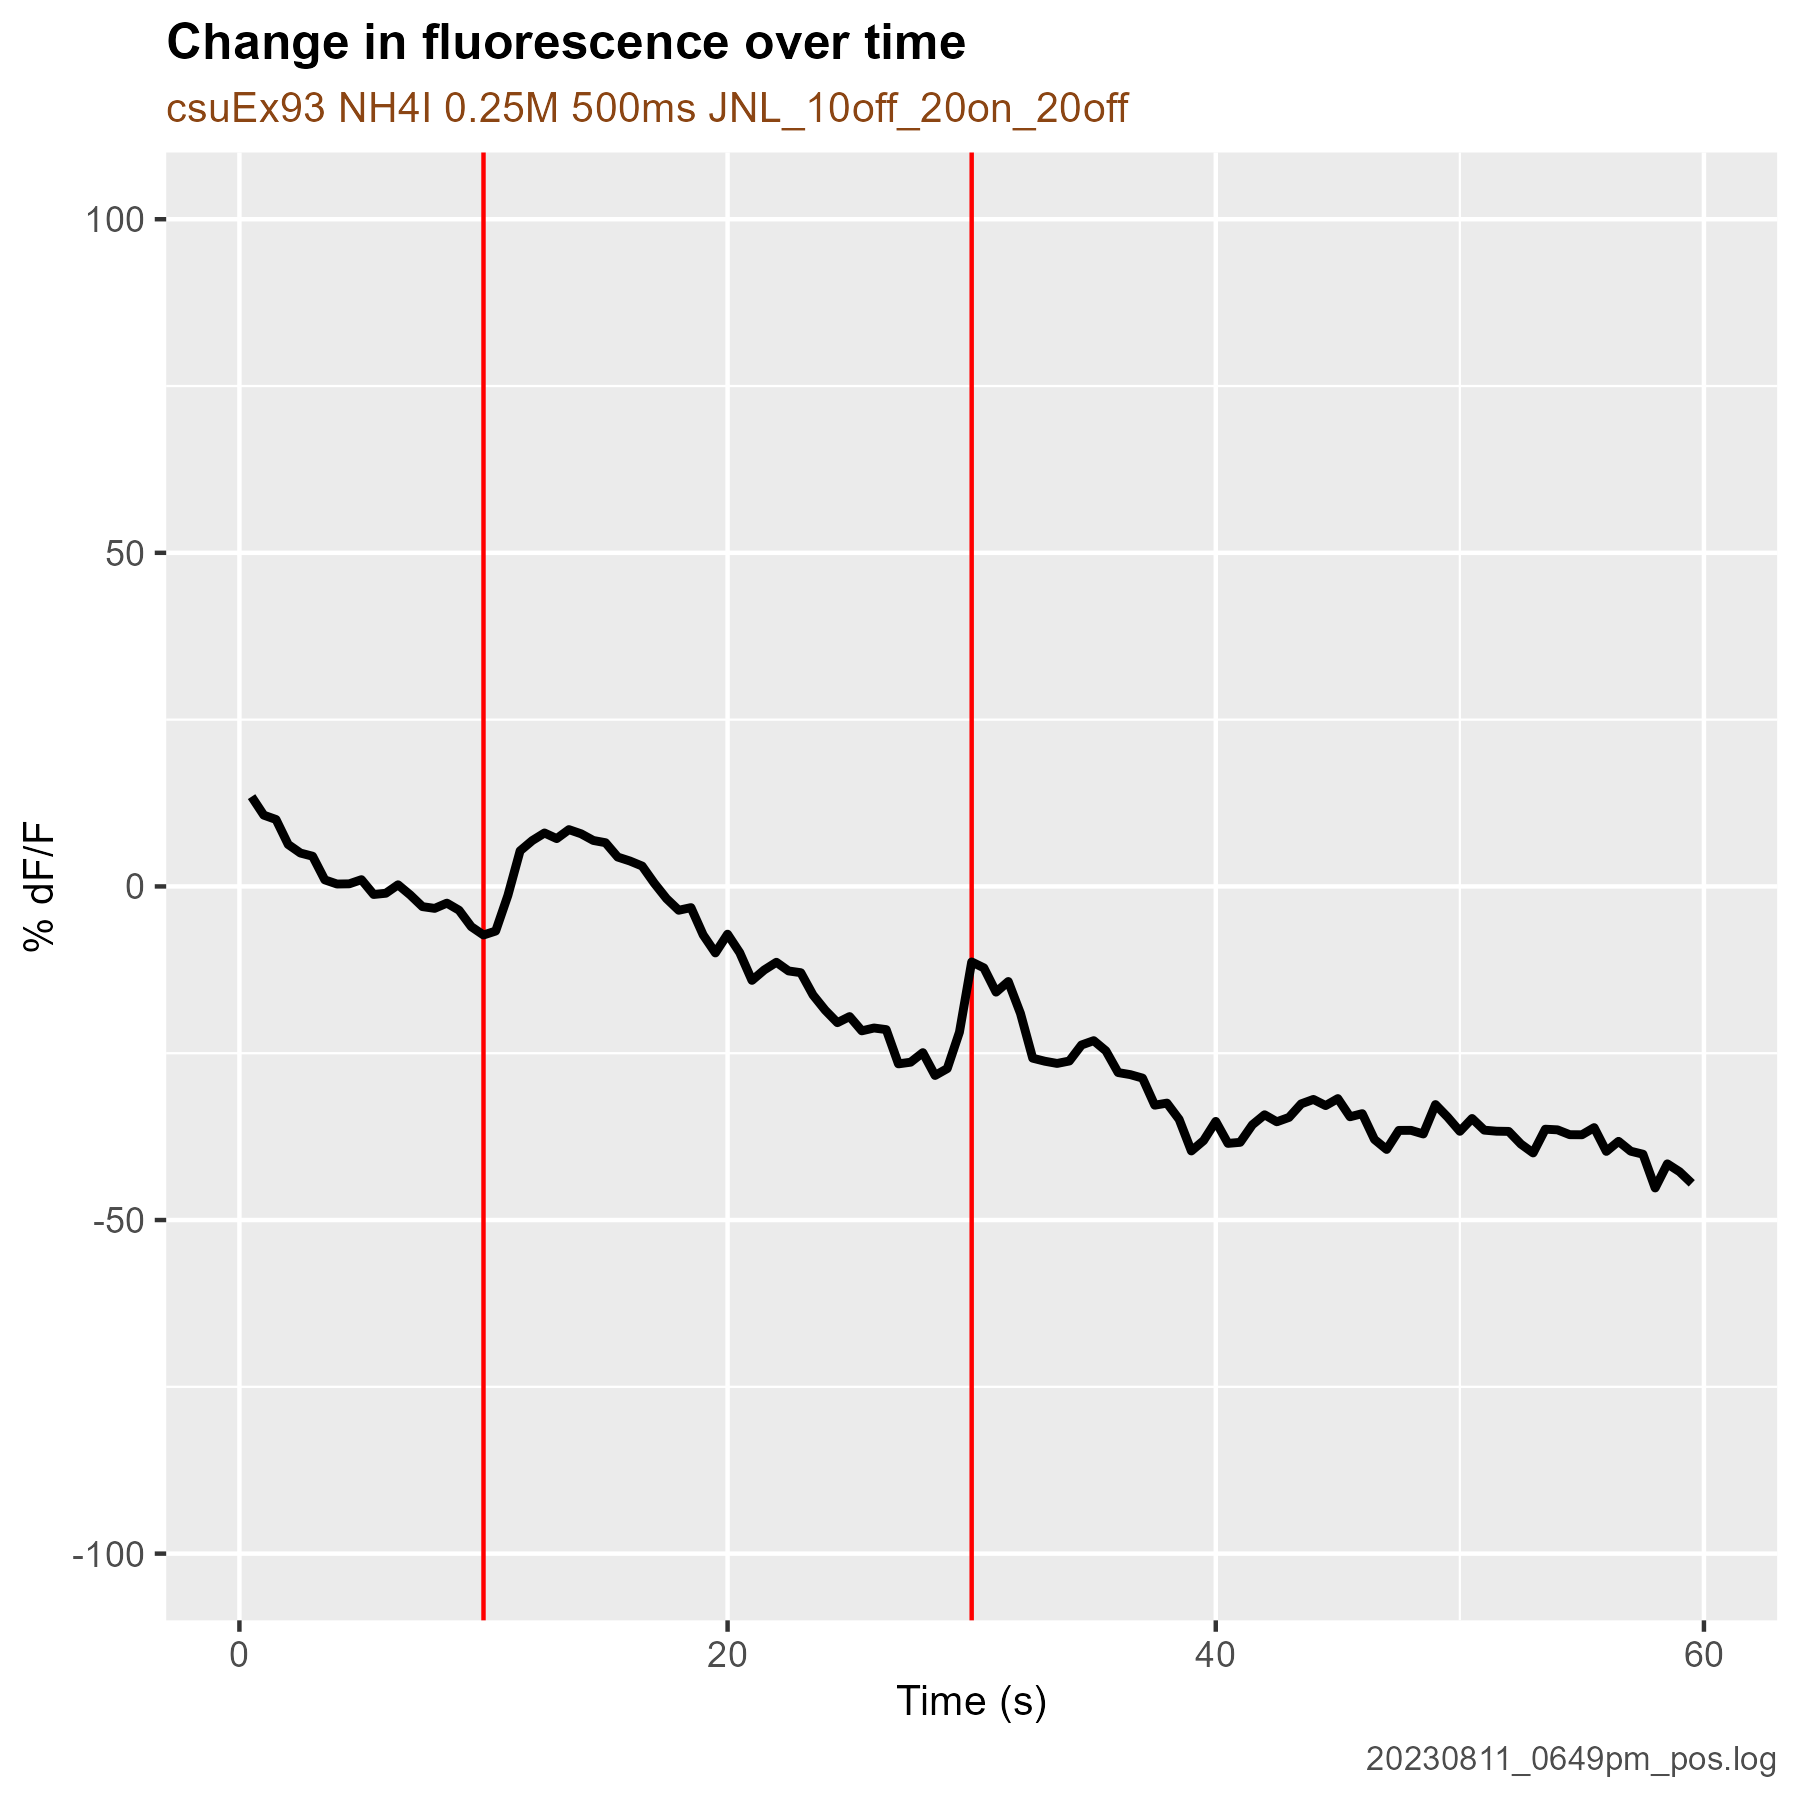 Change in fluorescence over time
csuEx93 NH4I 0.25M 500ms JNL_10off_20on_20off
100
50
0
-50
-100
% dF/F
0 20 40 60
Time (s)
20230811_0649pm_pos.log